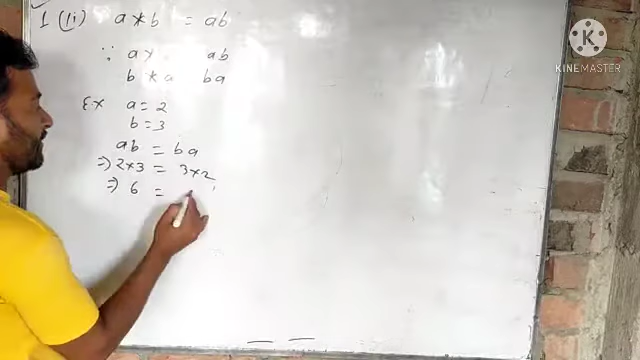 1 (ii) a * b = ab
∵ a * ab
b * a ba
Ex a = 2
b = 3
ab = ba
⇒ 2×3 = 3×2
⇒ 6 =
KINEMASTER